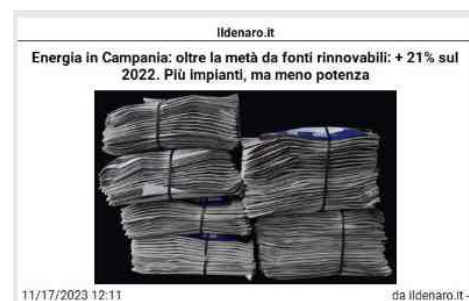 ildenaro.it
Energia in Campania: oltre la metà da fonti rinnovabili: + 21% sul
2022. Più impianti, ma meno potenza
11/17/2023 12:11
da ildenaro.it -